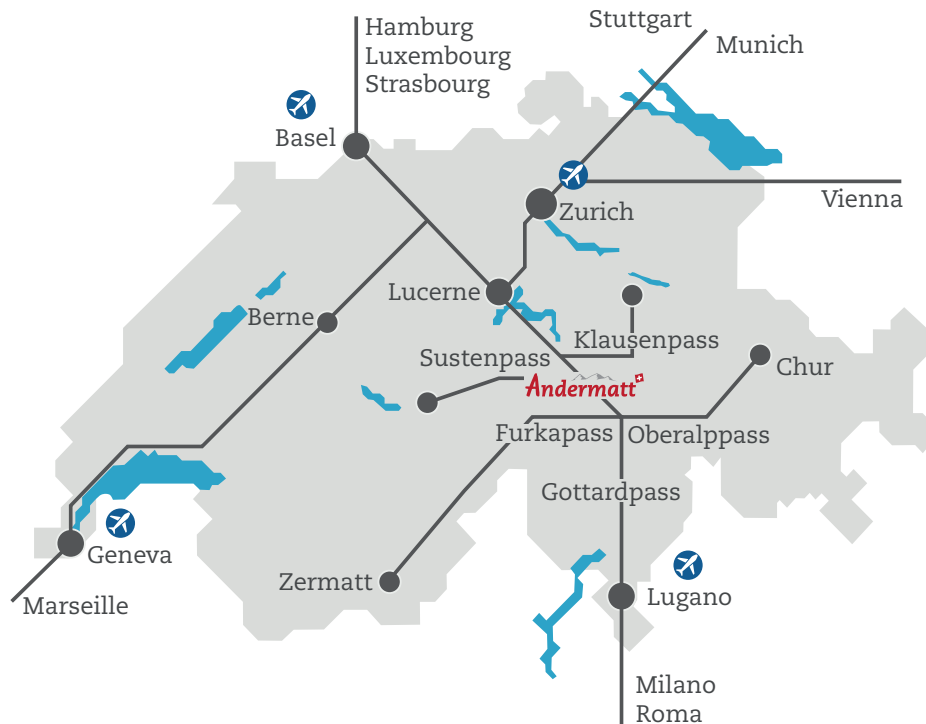 Hamburg
Luxembourg
Strasbourg
Stuttgart
Munich
Basel
Zurich
Vienna
Lucerne
Berne
Klausenpass
Sustenpass
Chur
Andermatt
Furkapass
Oberalppass
Gottardpass
Geneva
Zermatt
Lugano
Marseille
Milano
Roma